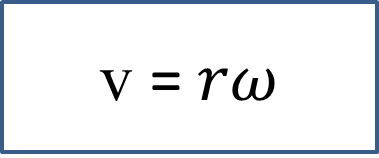 v = rω